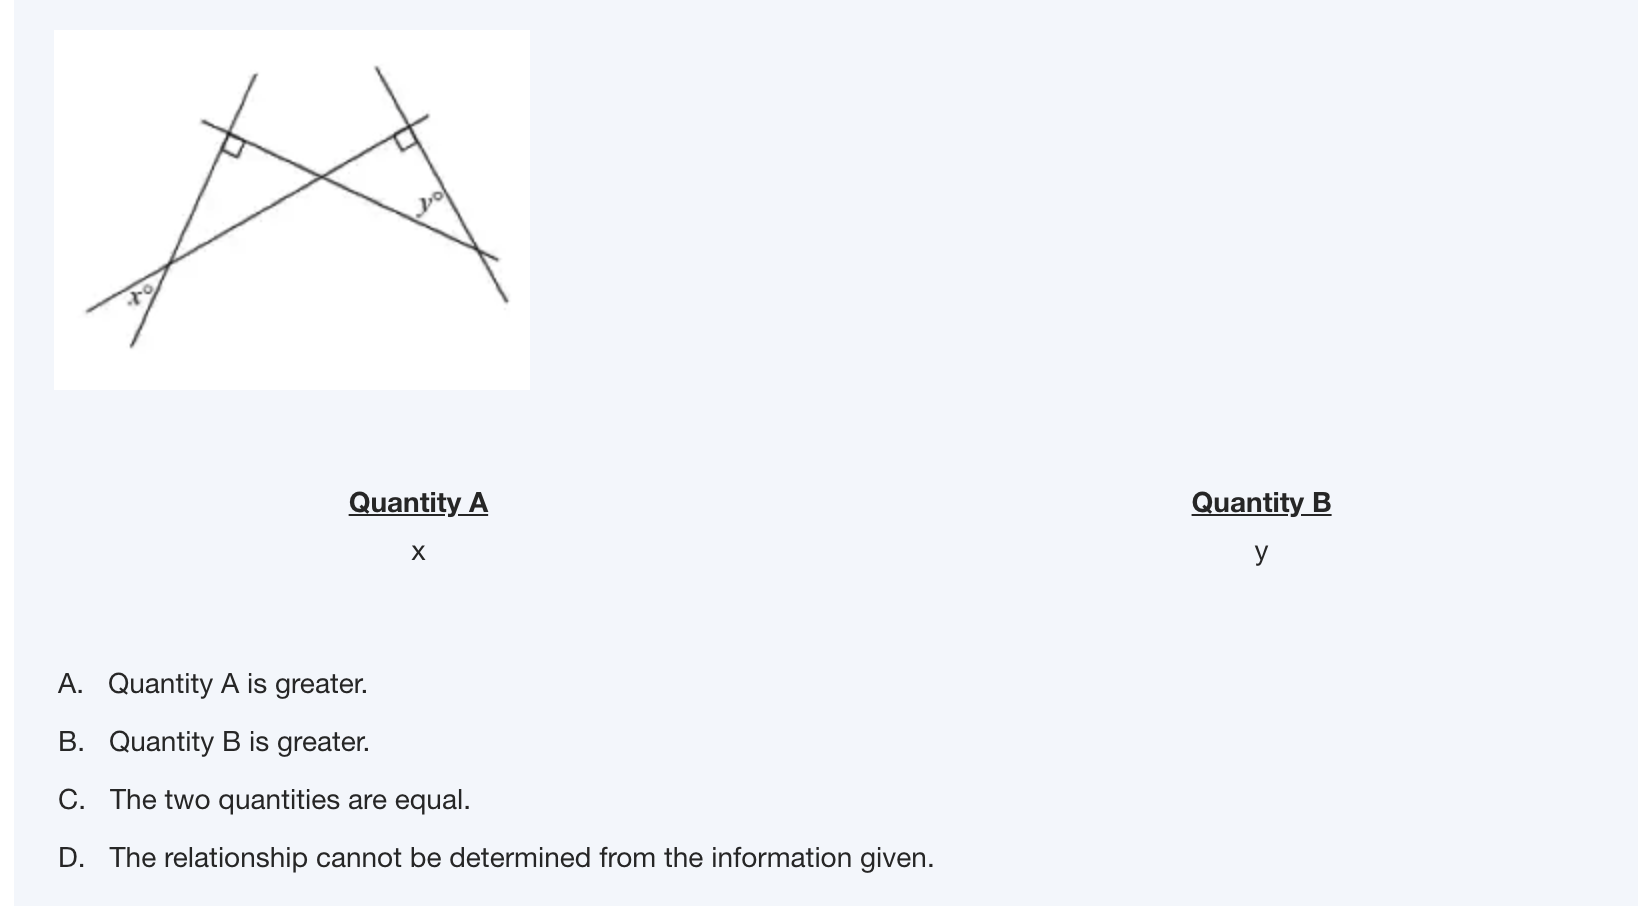 y°
x°
Quantity A
Quantity B
x
y
A. Quantity A is greater.
B. Quantity B is greater.
C. The two quantities are equal.
D. The relationship cannot be determined from the information given.